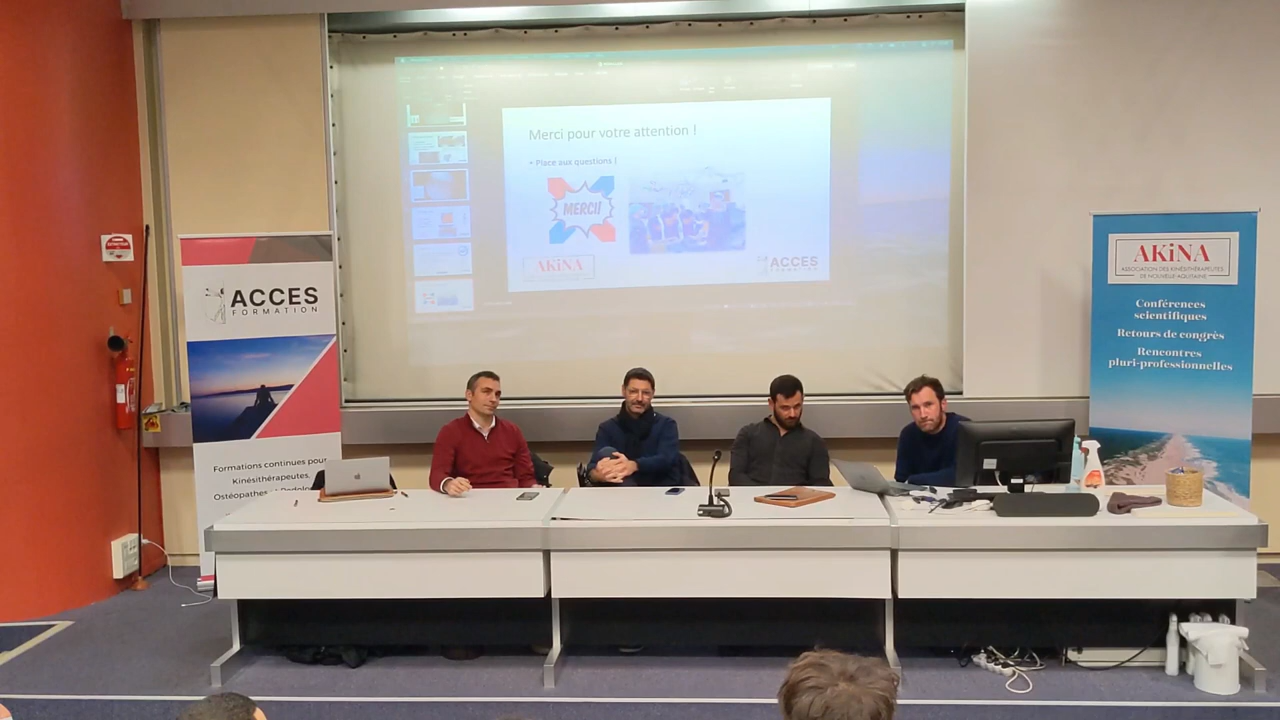 Merci pour votre attention !
• Place aux questions !
MERCI!
AKiNA
ACCES
FORMATION
ACCES
FORMATION
Formations continues pour
Kinésithérapeutes,
Ostéopathes
AKiNA
ASSOCIATION DES KINÉSITHÉRAPEUTES
DE NOUVELLE-AQUITAINE
Conférences
scientifiques
Retours de congrès
Rencontres
pluri-professionnelles